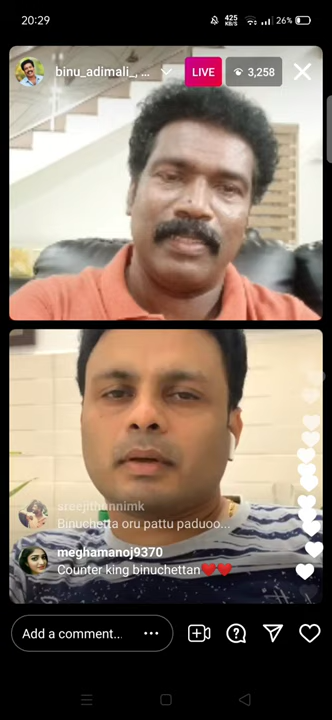 20:29
425
KB/S
26%
binu_adimali_, ...
LIVE
3,258
sreejithannimk
Binuchetta oru pattu paduoo...
meghamanoj9370
Counter king binuchettan❤️❤️
Add a comment...